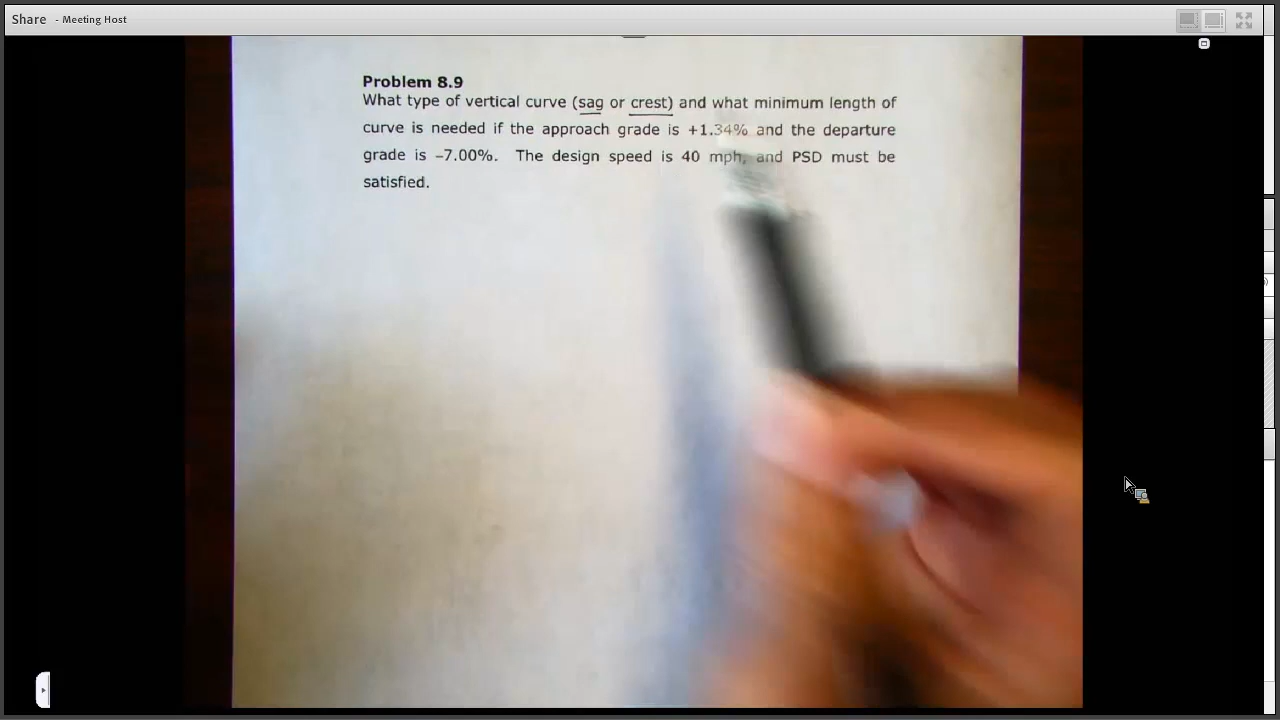 Share - Meeting Host
Problem 8.9
What type of vertical curve (sag or crest) and what minimum length of
curve is needed if the approach grade is +1.34% and the departure
grade is –7.00%. The design speed is 40 mph, and PSD must be
satisfied.